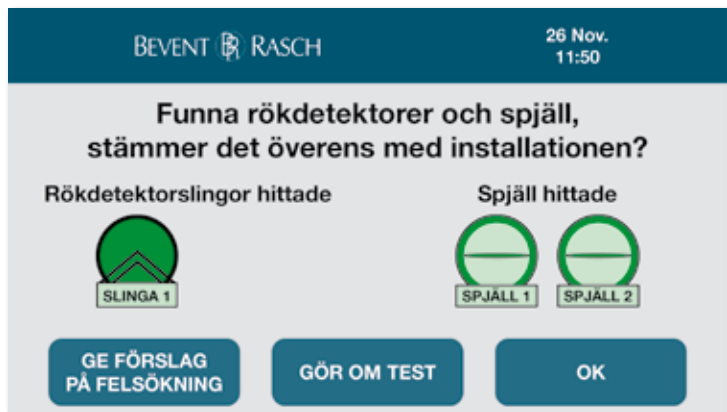 BEVENT BR RASCH
26 Nov.
11:50
Funna rökdetektorer och spjäll,
stämmer det överens med installationen?
Rökdetektorslingor hittade
Spjäll hittade
SLINGA 1
SPJÄLL 1
SPJÄLL 2
GE FÖRSLAG
PÅ FELSÖKNING
GÖR OM TEST
OK